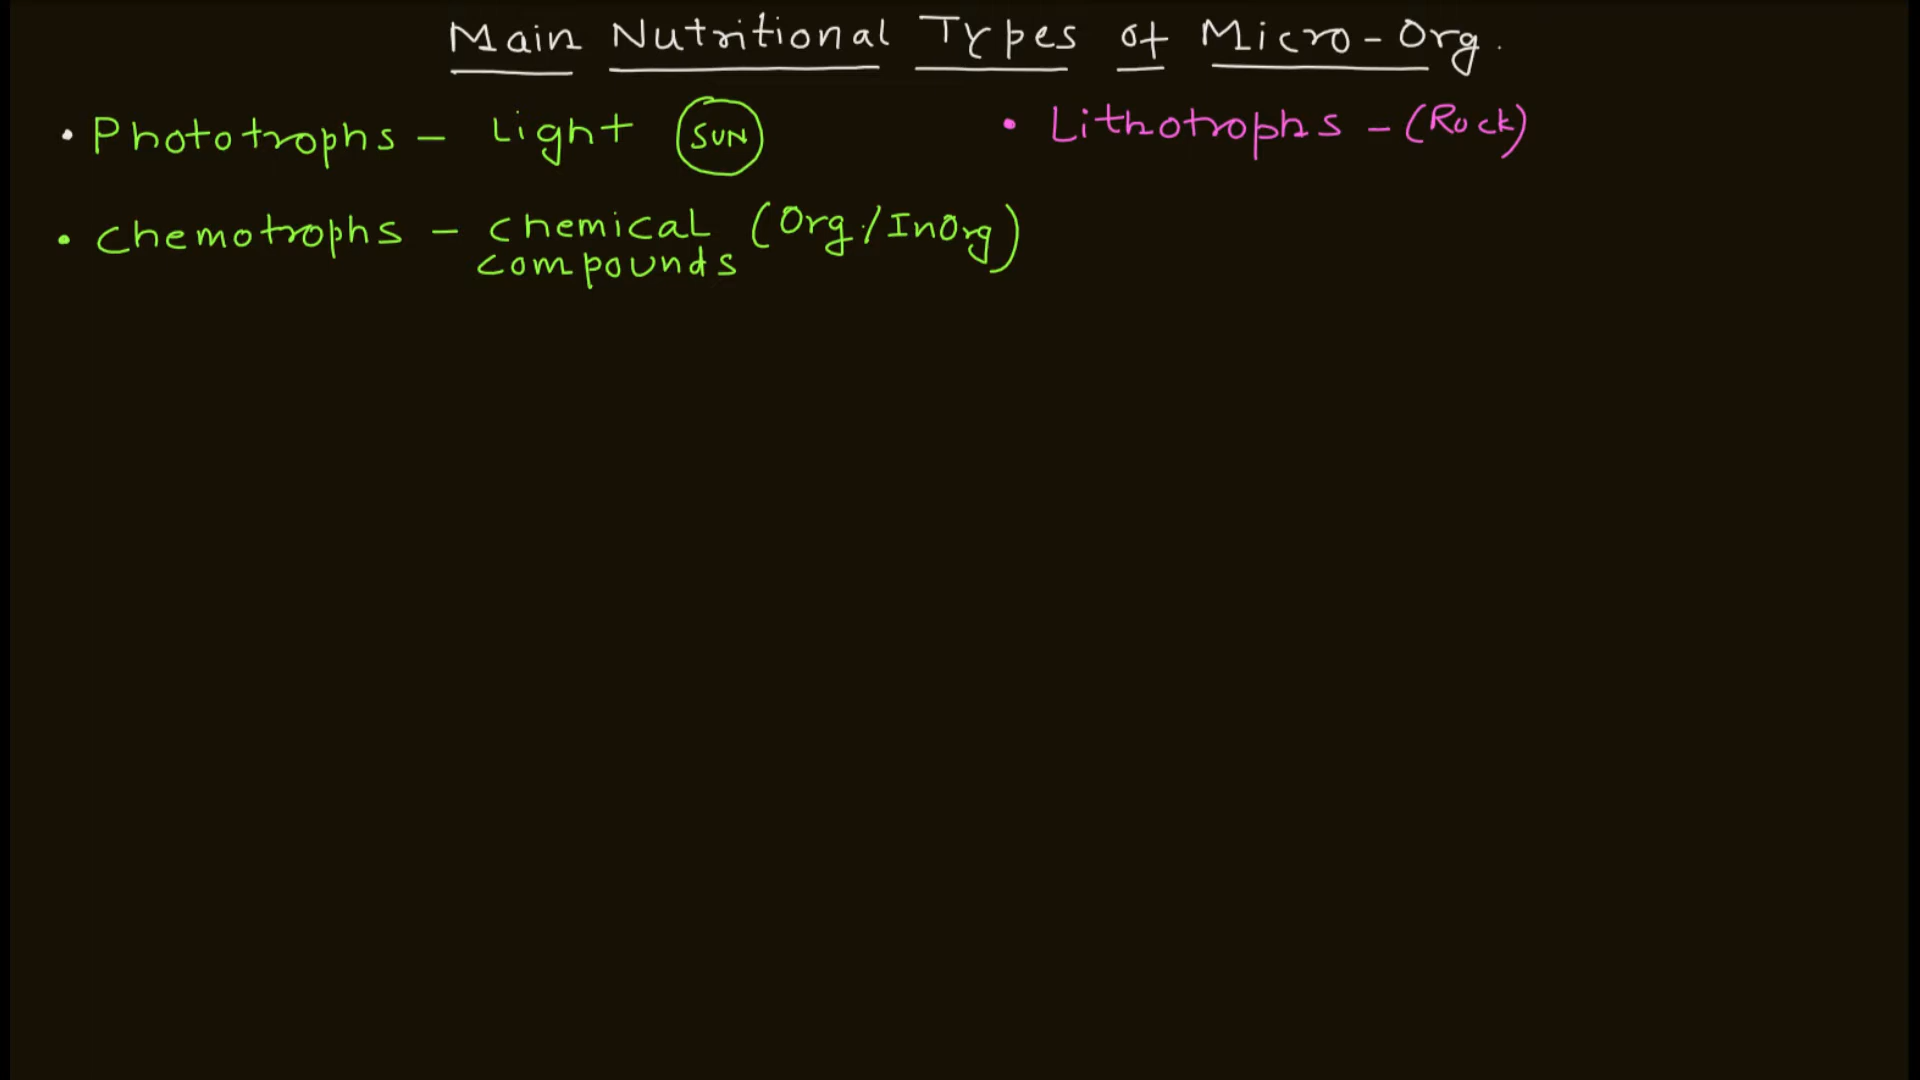 Main Nutritional Types of Micro-Org.
• Phototrophs - Light (SUN)
• Chemotrophs - Chemical compounds (Org./InOrg)
• Lithotrophs - (Rock)